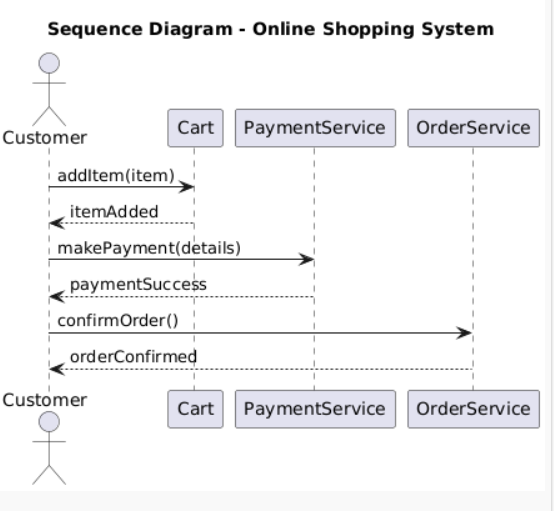 Sequence Diagram - Online Shopping System
Customer
Cart
PaymentService
OrderService
addItem(item)
itemAdded
makePayment(details)
paymentSuccess
confirmOrder()
orderConfirmed
Customer
Cart
PaymentService
OrderService